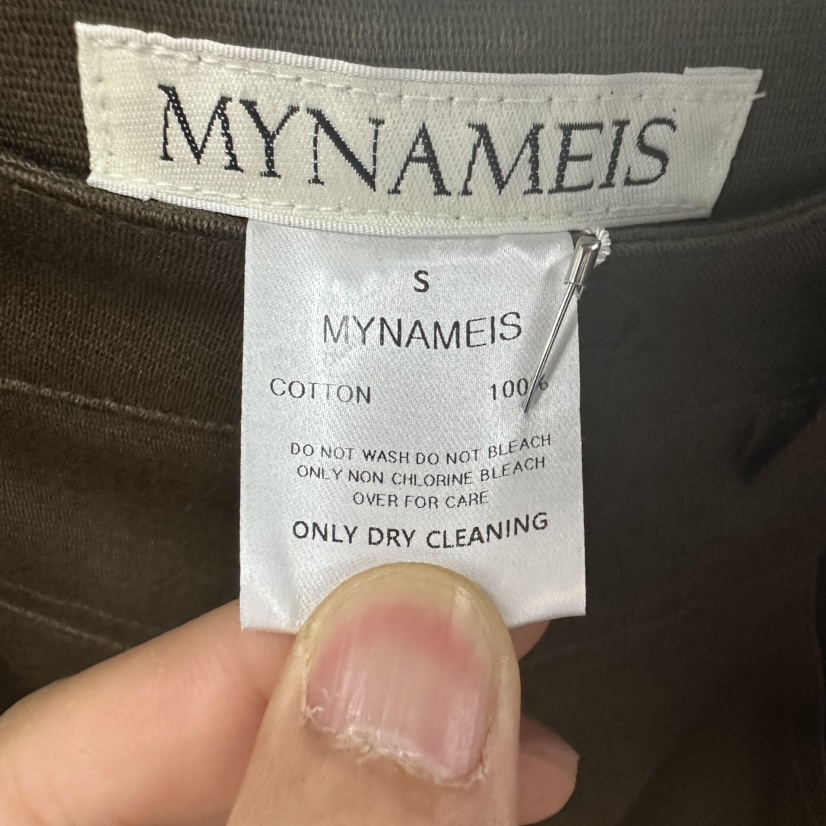 MYNAMEIS
S
MYNAMEIS
COTTON 100%
DO NOT WASH DO NOT BLEACH
ONLY NON CHLORINE BLEACH
OVER FOR CARE
ONLY DRY CLEANING